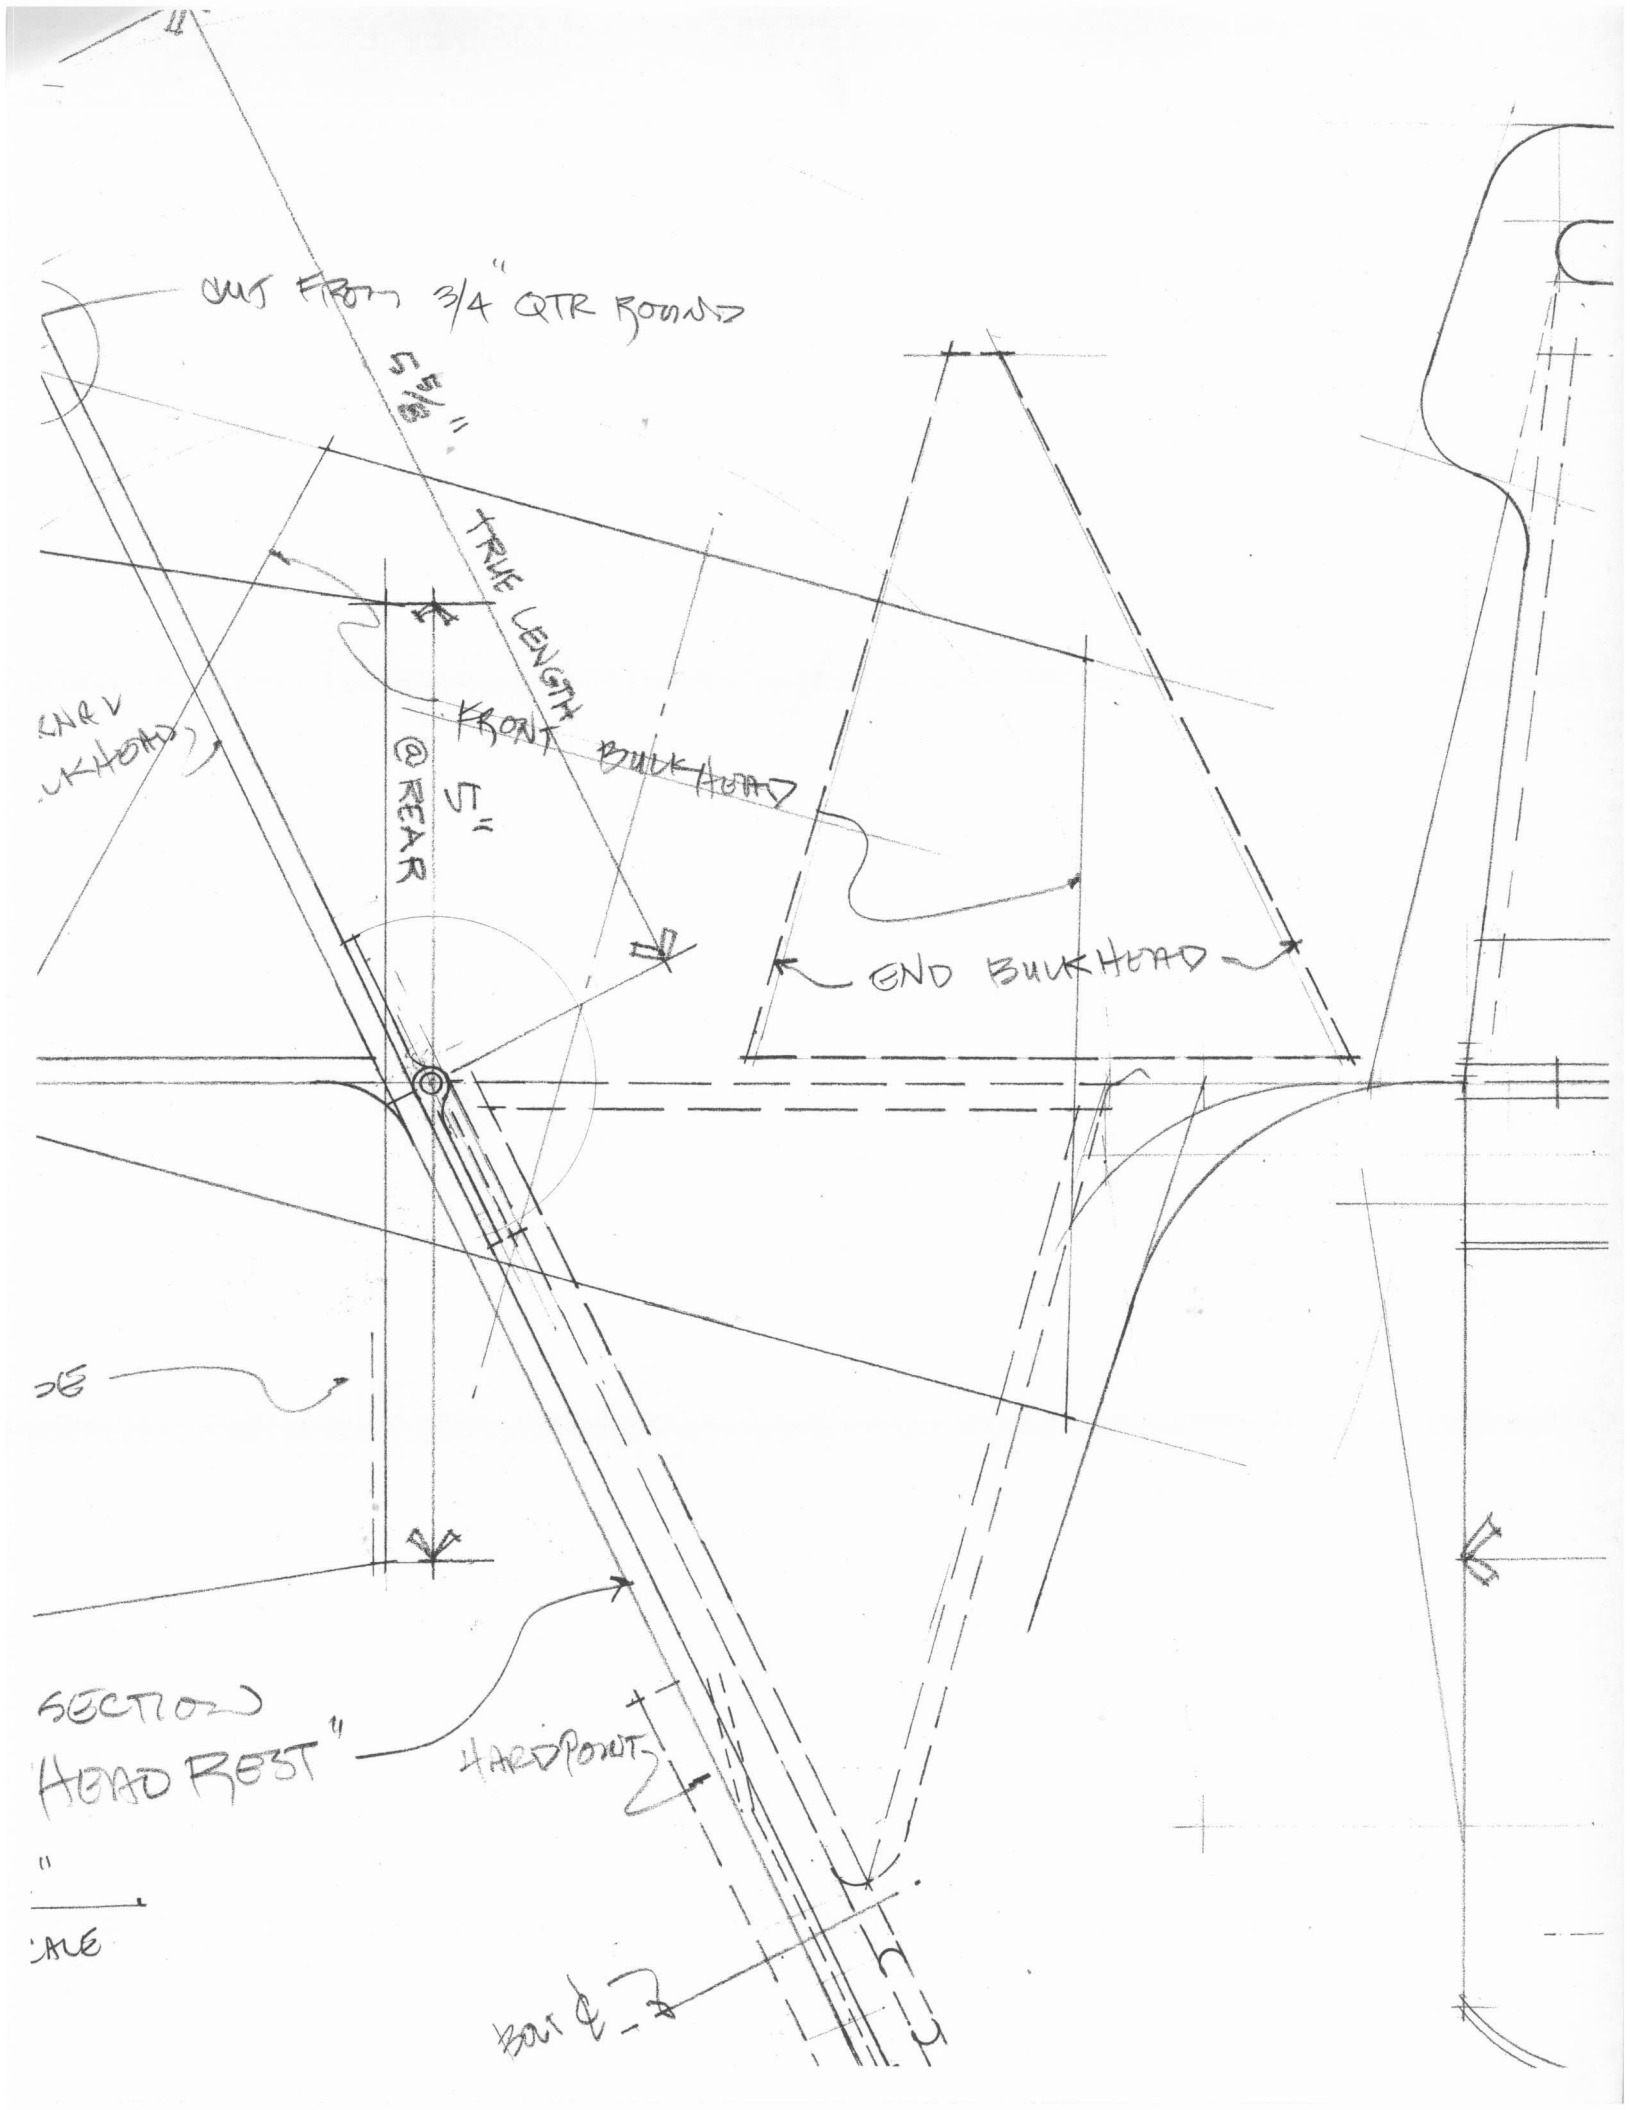 CUT FROM 3/4" QTR ROUND
5 5/8"
TRUE LENGTH
FRONT BULKHEAD
5"
@ REAR
END BULKHEAD
SECTION
HEAD REST"
HARDPOINT
"
BOLT ℄